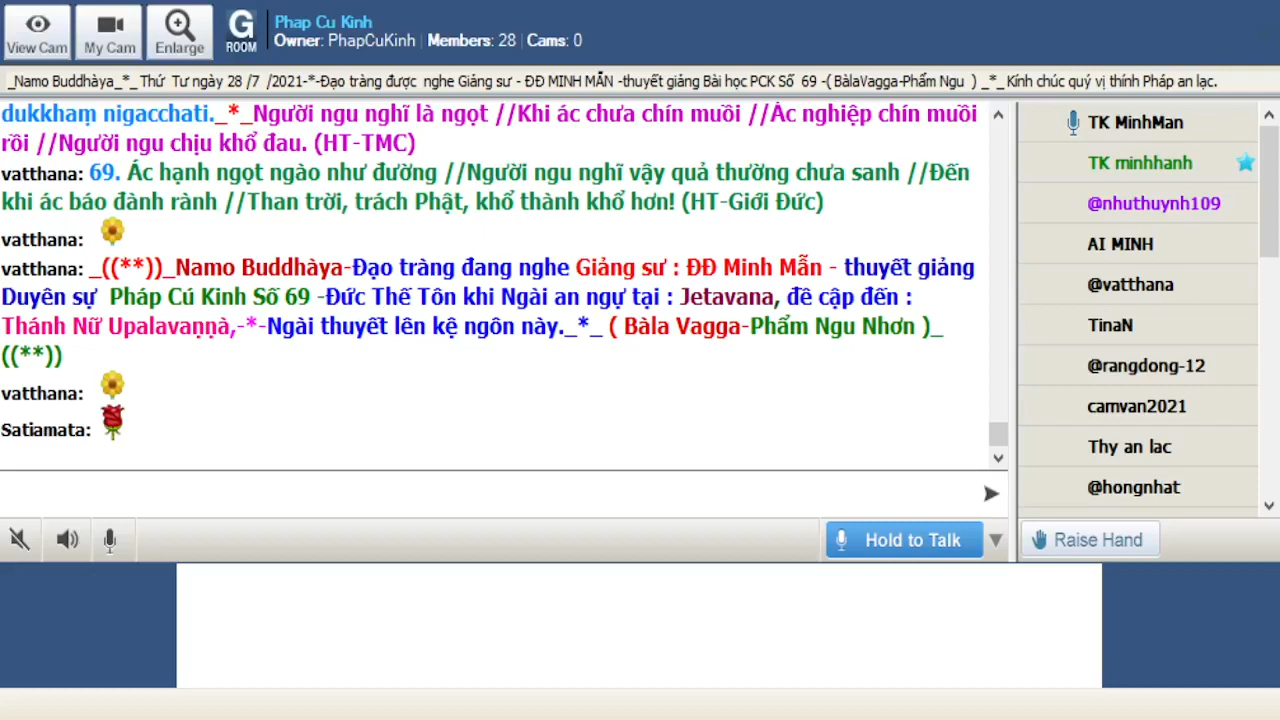 View Cam
My Cam
Enlarge
G
ROOM
Phap Cu Kinh
Owner: PhapCuKinh | Members: 28 | Cams: 0
_Namo Buddhàya_*_ Thứ Tư ngày 28 /7 /2021-*-Đạo tràng được nghe Giảng sư - ĐĐ MINH MẪN -thuyết giảng Bài học PCK Số 69 -( BàlaVagga-Phẩm Ngu ) _*_ Kính chúc quý vị thính Pháp an lạc.
dukkhaṃ nigacchati._*_Người ngu nghĩ là ngọt //Khi ác chưa chín muồi //Ác nghiệp chín muồi
rồi //Người ngu chịu khổ đau. (HT-TMC)
vatthana: 69. Ác hạnh ngọt ngào như đường //Người ngu nghĩ vậy quả thường chưa sanh //Đến
khi ác báo đành rành //Than trời, trách Phật, khổ thành khổ hơn! (HT-Giới Đức)
vatthana:
vatthana: _((**))_Namo Buddhàya-Đạo tràng đang nghe Giảng sư : ĐĐ Minh Mẫn - thuyết giảng
Duyên sự Pháp Cú Kinh Số 69 -Đức Thế Tôn khi Ngài an ngự tại : Jetavana, đề cập đến :
Thánh Nữ Upalavaṇṇà,-*-Ngài thuyết lên kệ ngôn này._*_ ( Bàla Vagga-Phẩm Ngu Nhơn )_
((**))
vatthana:
Satiamata:
TK MinhMan
TK minhhanh
@nhuthuynh109
AI MINH
@vatthana
TinaN
@rangdong-12
camvan2021
Thy an lac
@hongnhat
Hold to Talk
Raise Hand